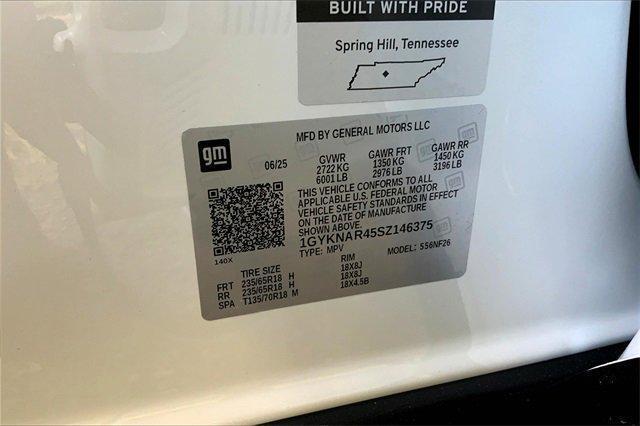 BUILT WITH PRIDE
Spring Hill, Tennessee
MFD BY GENERAL MOTORS LLC
gm
06/25
GVWR GAWR FRT GAWR RR
2722 KG 1350 KG 1450 KG
6001 LB 2976 LB 3196 LB
THIS VEHICLE CONFORMS TO ALL
APPLICABLE U.S. FEDERAL MOTOR
VEHICLE SAFETY STANDARDS IN EFFECT
ON THE DATE OF MANUFACTURE
SHOWN ABOVE.
1GYKNAR45SZ146375
TYPE: MPV MODEL: 556NF26
140X
TIRE SIZE RIM
FRT 235/65R18 H 18X8J
RR 235/65R18 H 18X8J
SPA T135/70R18 M 18X4.5B